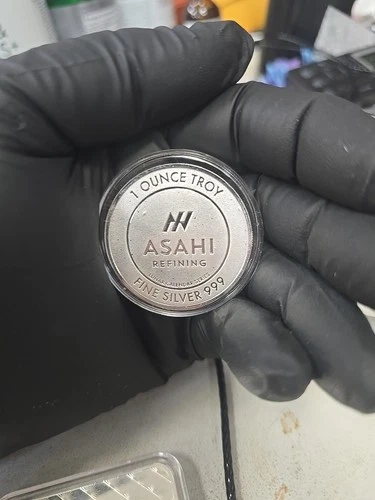 1 OUNCE TROY
ASAHI
REFINING
FINE SILVER 999